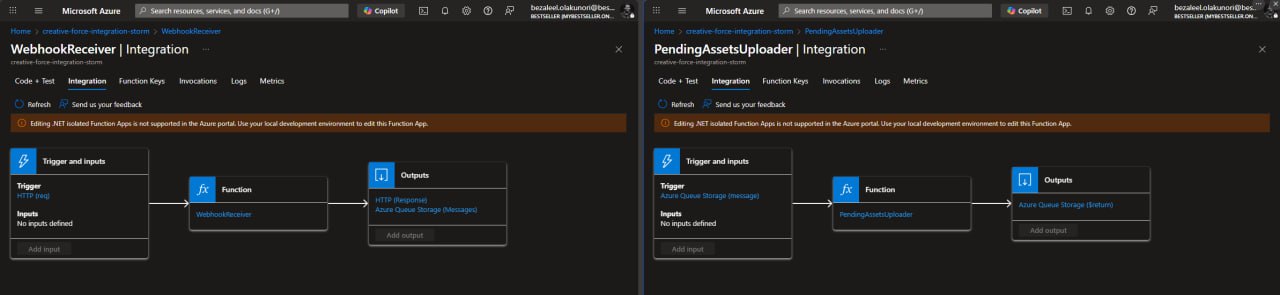 Microsoft Azure
Search resources, services, and docs (G+/)
Copilot
bezaleel.olakunori@bes...
BESTSELLER (MYBESTSELLER.ON...
Home > creative-force-integration-storm > WebhookReceiver
WebhookReceiver | Integration ...
creative-force-integration-storm
Code + Test Integration Function Keys Invocations Logs Metrics
Refresh Send us your feedback
Editing .NET isolated Function Apps is not supported in the Azure portal. Use your local development environment to edit this Function App.
Trigger and inputs
Trigger
HTTP (req)
Inputs
No inputs defined
Add input
fx Function
WebhookReceiver
Outputs
HTTP (Response)
Azure Queue Storage (Messages)
Add output
Microsoft Azure
Search resources, services, and docs (G+/)
Copilot
bezaleel.olakunori@bes...
BESTSELLER (MYBESTSELLER.ON...
Home > creative-force-integration-storm > PendingAssetsUploader
PendingAssetsUploader | Integration ...
creative-force-integration-storm
Code + Test Integration Function Keys Invocations Logs Metrics
Refresh Send us your feedback
Editing .NET isolated Function Apps is not supported in the Azure portal. Use your local development environment to edit this Function App.
Trigger and inputs
Trigger
Azure Queue Storage (message)
Inputs
No inputs defined
Add input
fx Function
PendingAssetsUploader
Outputs
Azure Queue Storage ($return)
Add output